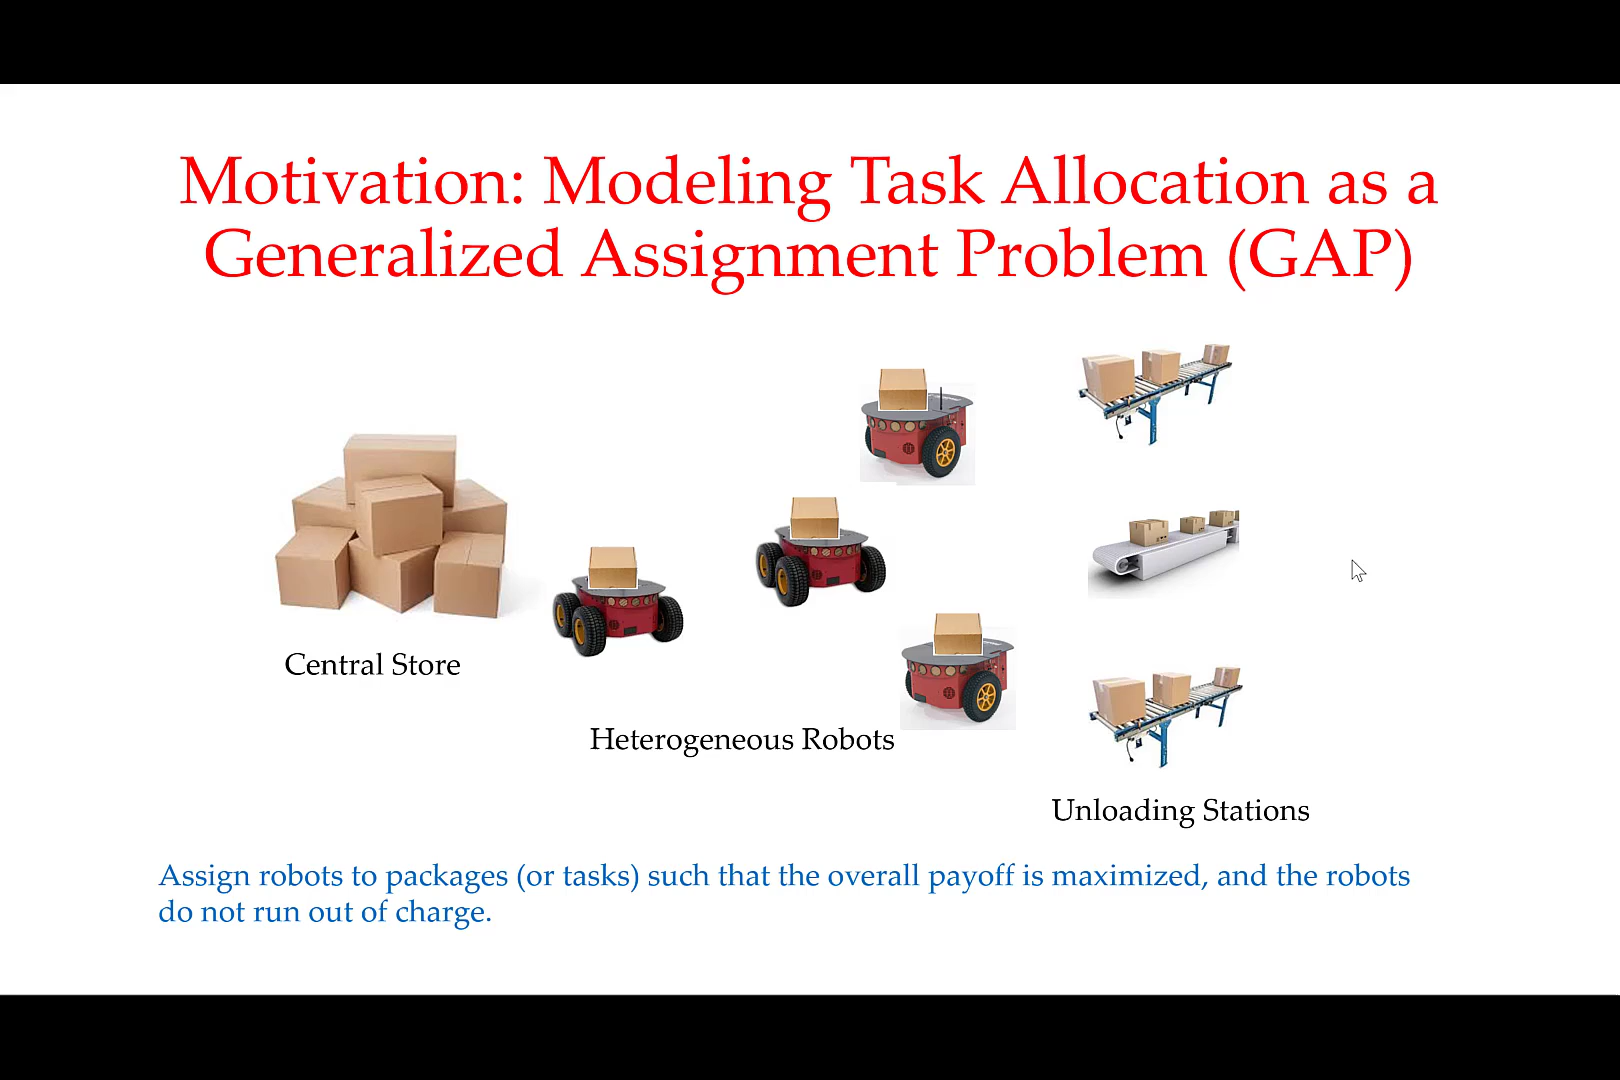 Motivation: Modeling Task Allocation as a
Generalized Assignment Problem (GAP)
Central Store
Heterogeneous Robots
Unloading Stations
Assign robots to packages (or tasks) such that the overall payoff is maximized, and the robots
do not run out of charge.